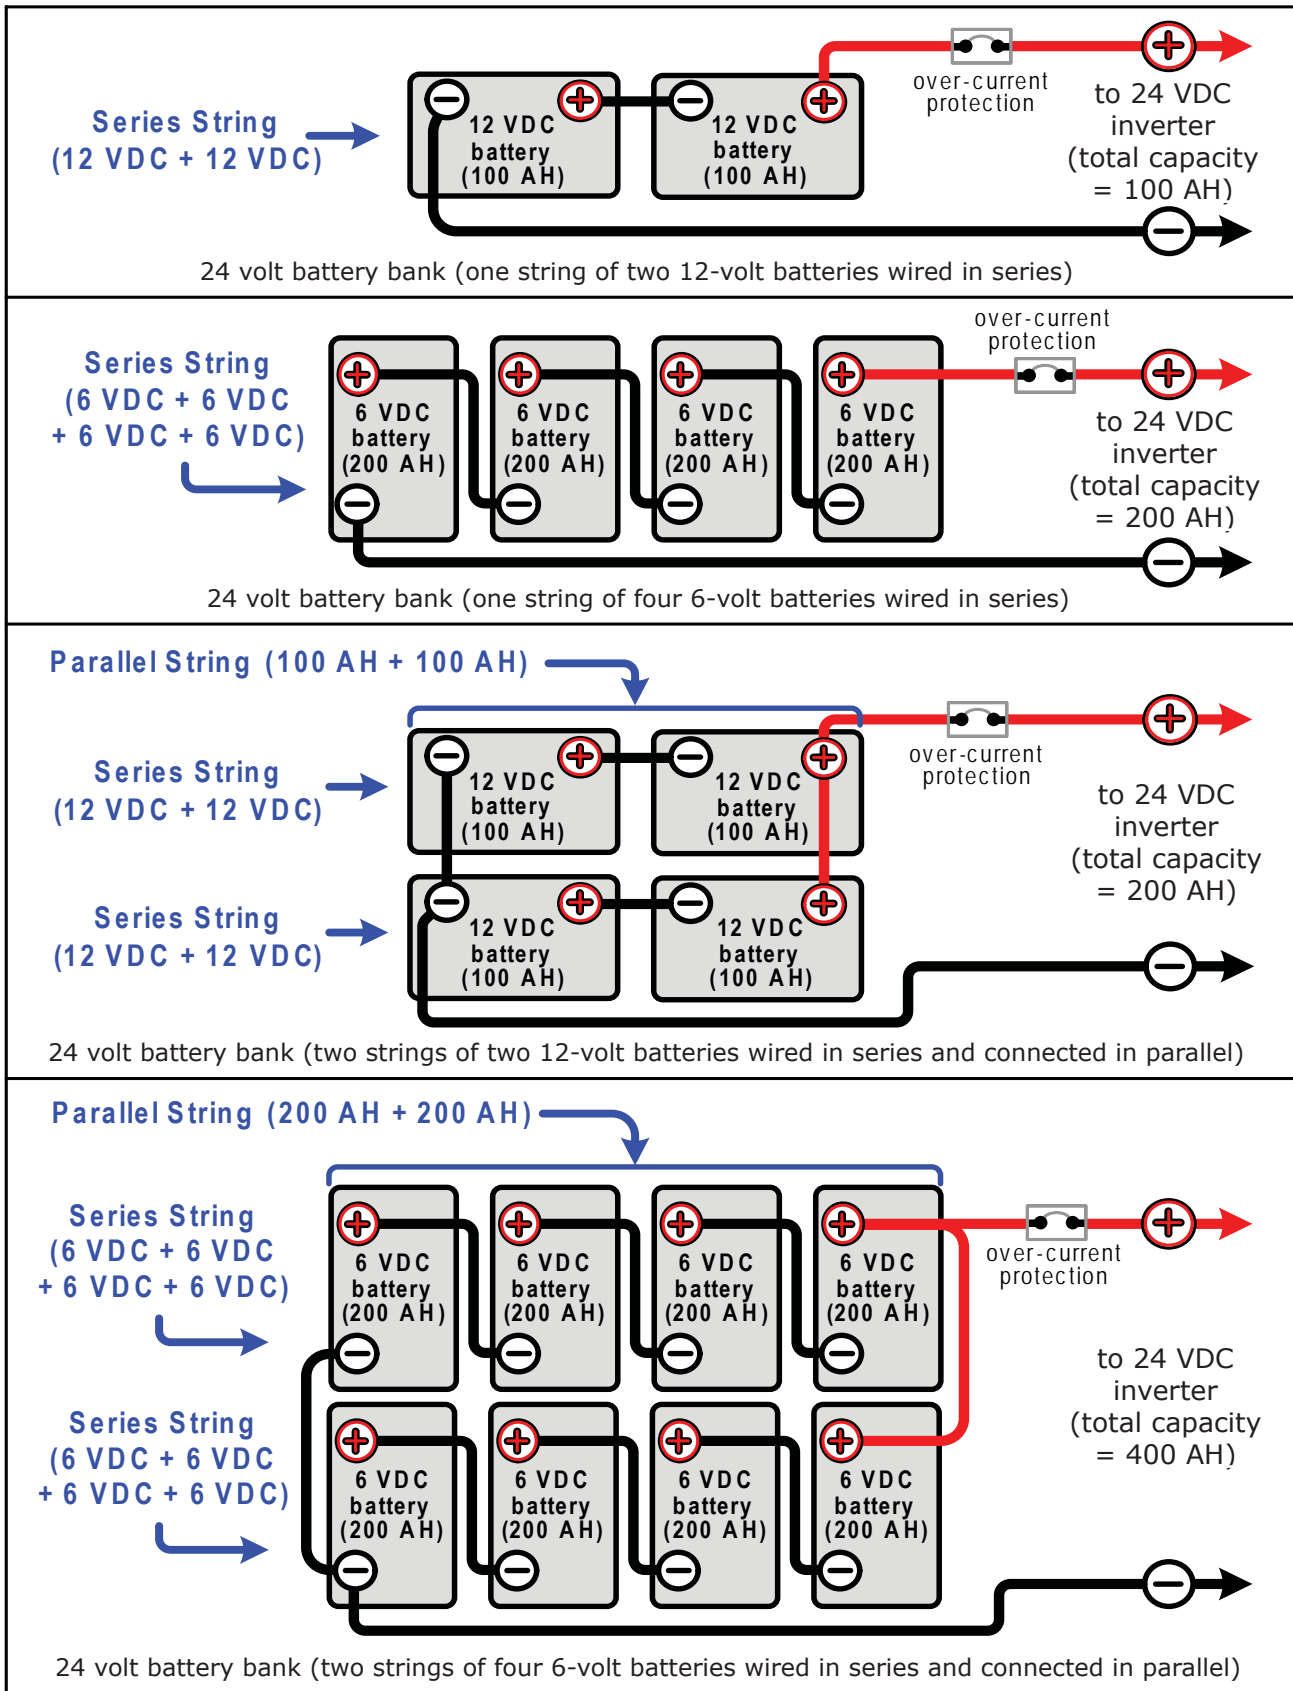 over-current
protection
Series String
(12 VDC + 12 VDC)
12 VDC
battery
(100 AH)
12 VDC
battery
(100 AH)
to 24 VDC
inverter
(total capacity
= 100 AH)
24 volt battery bank (one string of two 12-volt batteries wired in series)
over-current
protection
Series String
(6 VDC + 6 VDC
+ 6 VDC + 6 VDC)
6 VDC
battery
(200 AH)
6 VDC
battery
(200 AH)
6 VDC
battery
(200 AH)
6 VDC
battery
(200 AH)
to 24 VDC
inverter
(total capacity
= 200 AH)
24 volt battery bank (one string of four 6-volt batteries wired in series)
Parallel String (100 AH + 100 AH)
over-current
protection
Series String
(12 VDC + 12 VDC)
12 VDC
battery
(100 AH)
12 VDC
battery
(100 AH)
to 24 VDC
inverter
(total capacity
= 200 AH)
Series String
(12 VDC + 12 VDC)
12 VDC
battery
(100 AH)
12 VDC
battery
(100 AH)
24 volt battery bank (two strings of two 12-volt batteries wired in series and connected in parallel)
Parallel String (200 AH + 200 AH)
Series String
(6 VDC + 6 VDC
+ 6 VDC + 6 VDC)
6 VDC
battery
(200 AH)
6 VDC
battery
(200 AH)
6 VDC
battery
(200 AH)
6 VDC
battery
(200 AH)
over-current
protection
to 24 VDC
inverter
(total capacity
= 400 AH)
Series String
(6 VDC + 6 VDC
+ 6 VDC + 6 VDC)
6 VDC
battery
(200 AH)
6 VDC
battery
(200 AH)
6 VDC
battery
(200 AH)
6 VDC
battery
(200 AH)
24 volt battery bank (two strings of four 6-volt batteries wired in series and connected in parallel)